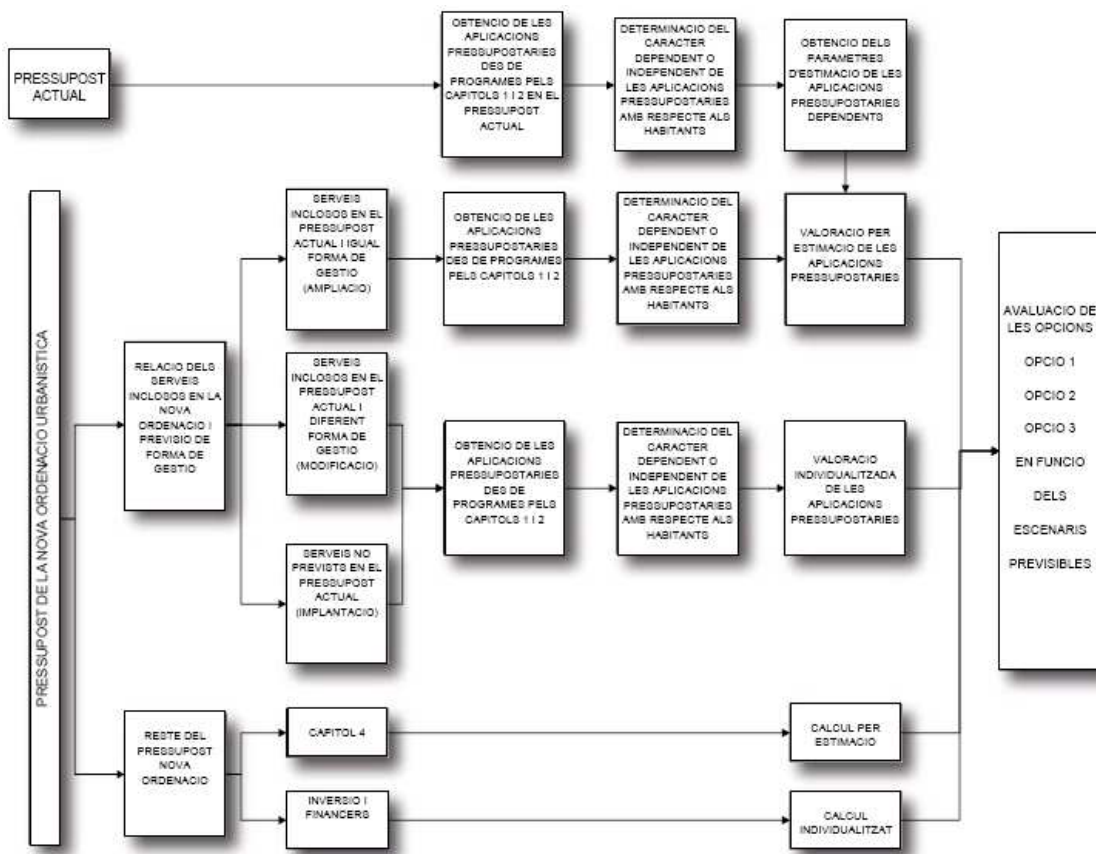 PRESSUPOST
ACTUAL
OBTENCIO DE LES
APLICACIONS
PRESSUPOSTARIES
DES DE
PROGRAMES PELS
CAPITOLS 1 I 2 EN EL
PRESSUPOST
ACTUAL
DETERMINACIO DEL
CARACTER
DEPENDENT O
INDEPENDENT DE
LES APLICACIONS
PRESSUPOSTARIES
AMB RESPECTE ALS
HABITANTS
OBTENCIO DELS
PARAMETRES
D'ESTIMACIO DE LES
APLICACIONS
PRESSUPOSTARIES
DEPENDENTS
PRESSUPOST DE LA NOVA ORDENACIO URBANISTICA
RELACIO DELS
SERVEIS
INCLOSOS EN LA
NOVA
ORDENACIO I
PREVISIO DE
FORMA DE
GESTIO
SERVEIS
INCLOSOS EN EL
PRESSUPOST
ACTUAL I IGUAL
FORMA DE
GESTIO
(AMPLIACIO)
OBTENCIO DE LES
APLICACIONS
PRESSUPOSTARIES
DES DE PROGRAMES
PELS CAPITOLS 1 I 2
DETERMINACIO DEL
CARACTER
DEPENDENT O
INDEPENDENT DE
LES APLICACIONS
PRESSUPOSTARIES
AMB RESPECTE ALS
HABITANTS
VALORACIO PER
ESTIMACIO DE LES
APLICACIONS
PRESSUPOSTARIES
SERVEIS
INCLOSOS EN EL
PRESSUPOST
ACTUAL I
DIFERENT
FORMA DE
GESTIO
(MODIFICACIO)
OBTENCIO DE LES
APLICACIONS
PRESSUPOSTARIES
DES DE
PROGRAMES PELS
CAPITOLS 1 I 2
DETERMINACIO DEL
CARACTER
DEPENDENT O
INDEPENDENT DE
LES APLICACIONS
PRESSUPOSTARIES
AMB RESPECTE ALS
HABITANTS
VALORACIO
INDIVIDUALITZADA
DE LES
APLICACIONS
PRESSUPOSTARIES
SERVEIS NO
PREVISTS EN EL
PRESSUPOST
ACTUAL
(IMPLANTACIO)
RESTE DEL
PRESSUPOST
NOVA
ORDENACIO
CAPITOL 4
CALCUL PER
ESTIMACIO
INVERSIO I
FINANCERS
CALCUL
INDIVIDUALITZAT
AVALUACIO DE
LES OPCIONS
OPCIO 1
OPCIO 2
OPCIO 3
EN FUNCIO
DELS
ESCENARIS
PREVISIBLES